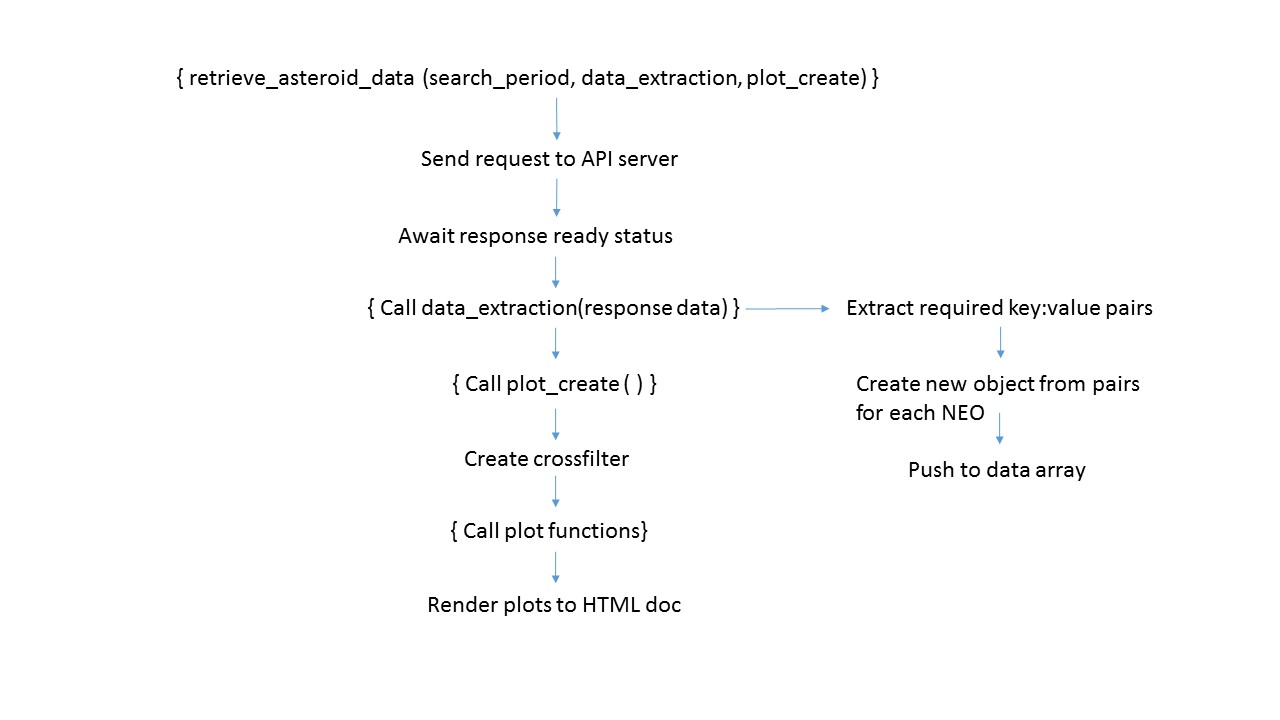 { retrieve_asteroid_data (search_period, data_extraction, plot_create) }
Send request to API server
Await response ready status
{ Call data_extraction(response data) }
Extract required key:value pairs
{ Call plot_create ( ) }
Create new object from pairs
for each NEO
Create crossfilter
Push to data array
{ Call plot functions}
Render plots to HTML doc